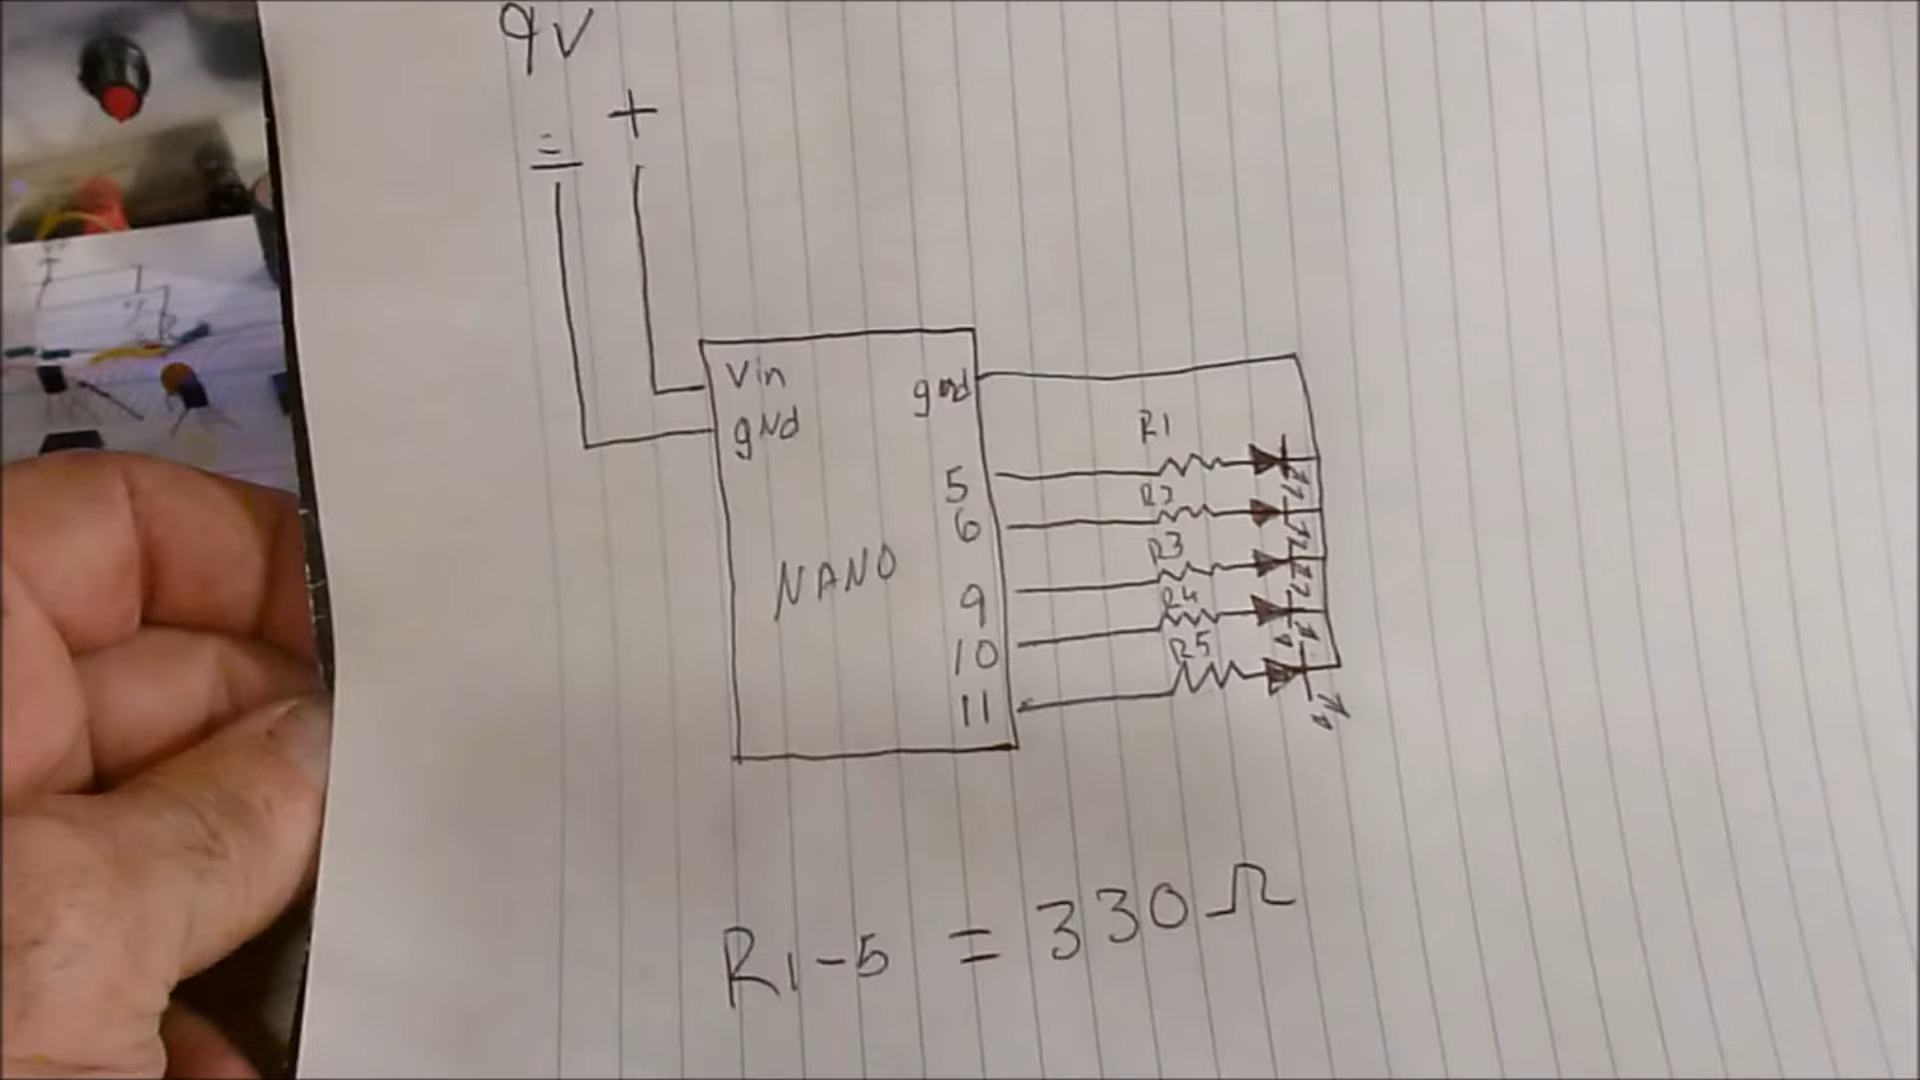 9V
+
Vin
gnd
gNd
R1
5
R2
6
R3
NANO
9
R4
10
R5
11
R1-5 = 330Ω